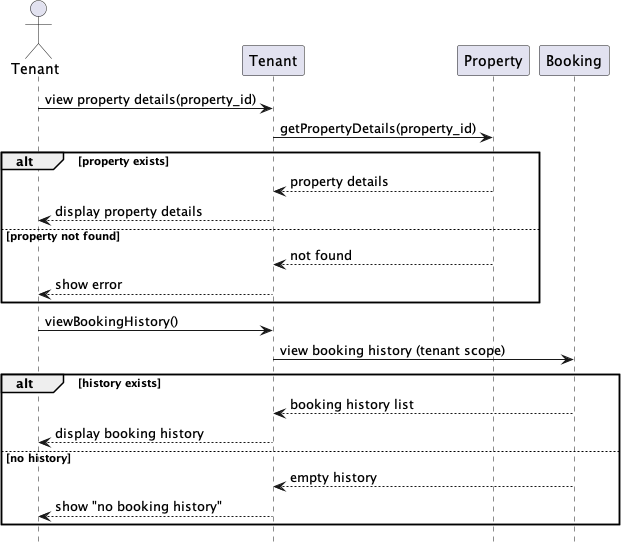 Tenant
Tenant
Property
Booking
view property details(property_id)
getPropertyDetails(property_id)
alt
[property exists]
property details
display property details
[property not found]
not found
show error
viewBookingHistory()
view booking history (tenant scope)
alt
[history exists]
booking history list
display booking history
[no history]
empty history
show "no booking history"